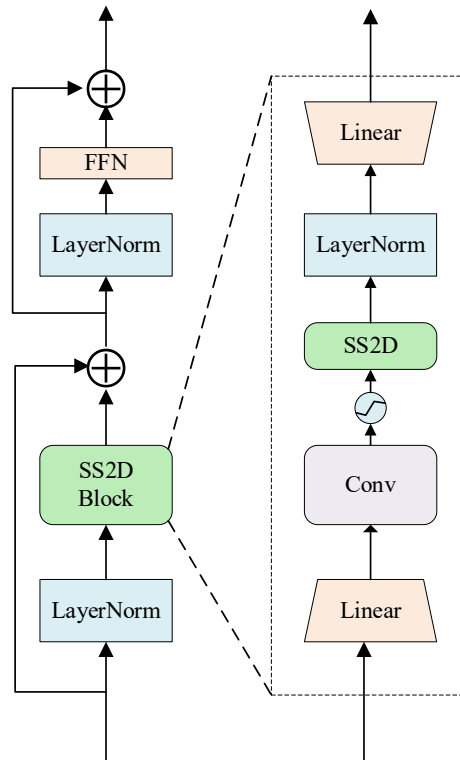 FFN
LayerNorm
SS2D
Block
LayerNorm
Linear
LayerNorm
SS2D
Conv
Linear